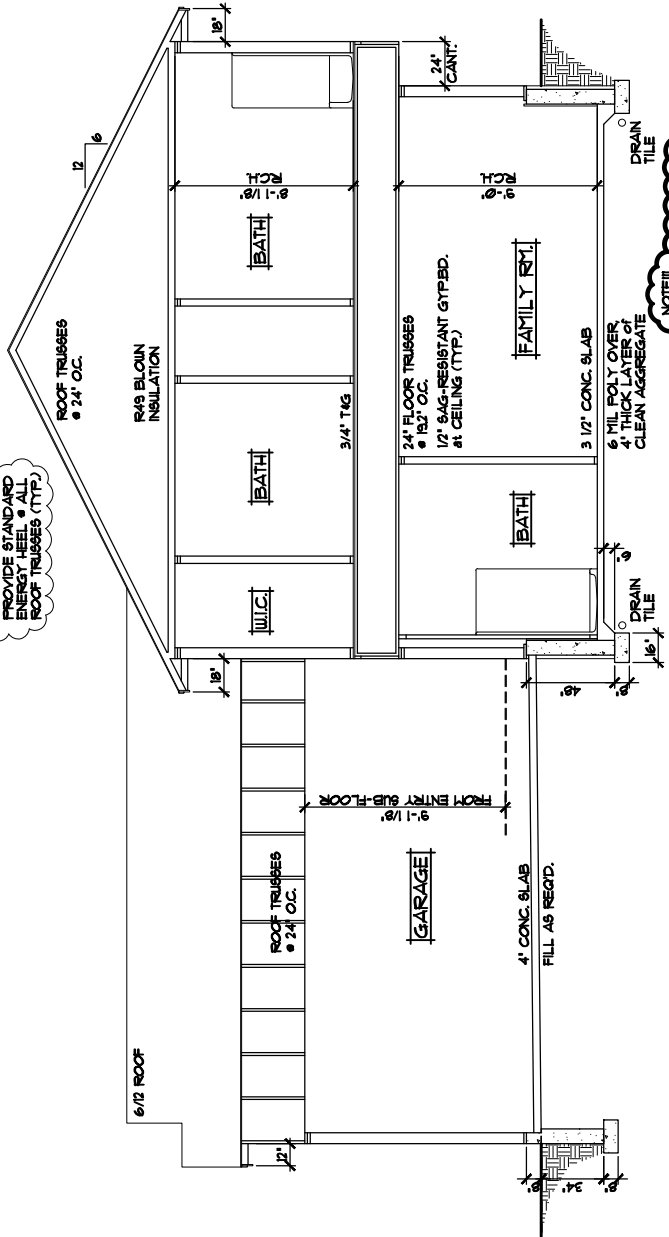 PROVIDE STANDARD
ENERGY HEEL @ ALL
ROOF TRUSSES (TYP.)
ROOF TRUSSES
@ 24" O.C.
12
6
R49 BLOWN
INSULATION
18"
18"
6/12 ROOF
12"
W.I.C.
BATH
BATH
8'-1 1/8"
R.C.H.
3/4" T&G
24"
CANT.
ROOF TRUSSES
@ 24" O.C.
24" FLOOR TRUSSES
@ 19.2" O.C.
1/2" SAG-RESISTANT GYP.BD.
at CEILING (TYP.)
9'-1 1/8"
FROM ENTRY SUB-FLOOR
GARAGE
BATH
FAMILY RM.
9'-0"
R.C.H.
4" CONC. SLAB
FILL AS REQ'D.
3 1/2" CONC. SLAB
6 MIL POLY OVER
4" THICK LAYER of
CLEAN AGGREGATE
8"
34"
8"
48"
8"
16"
6"
DRAIN
TILE
DRAIN
TILE
NOTE!!!